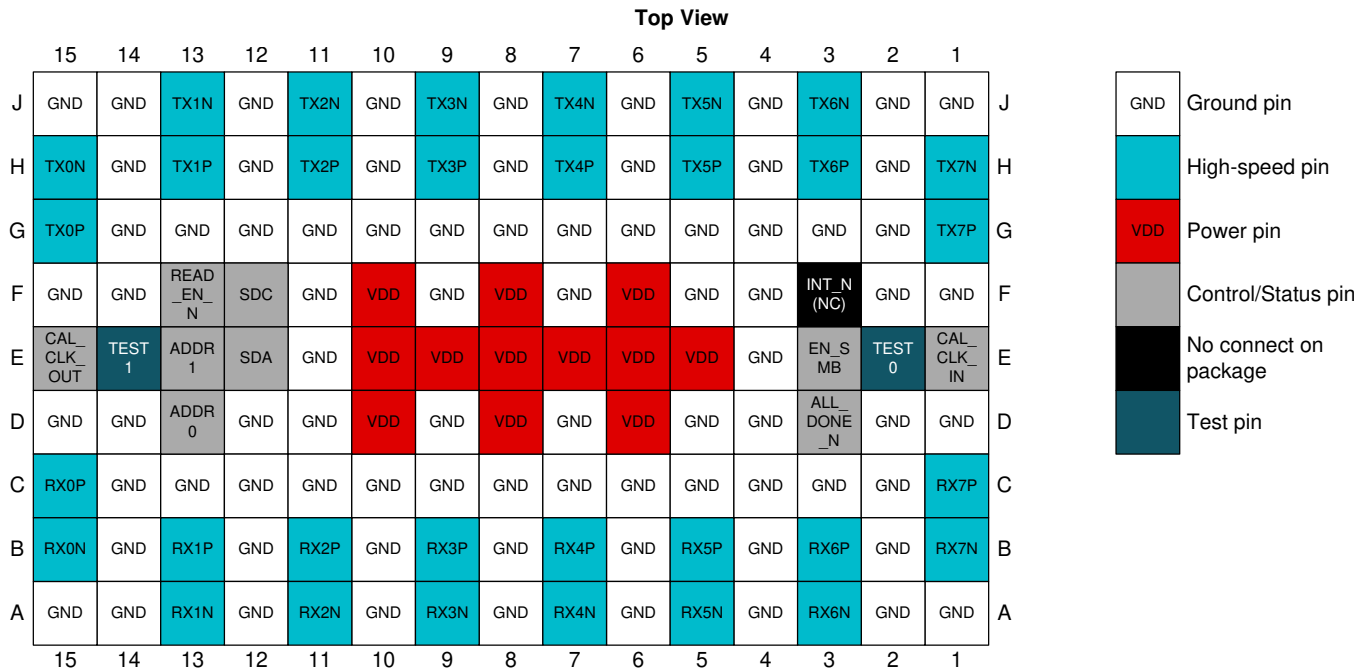 Top View
15 14 13 12 11 10 9 8 7 6 5 4 3 2 1
J GND GND TX1N GND TX2N GND TX3N GND TX4N GND TX5N GND TX6N GND GND J
H TX0N GND TX1P GND TX2P GND TX3P GND TX4P GND TX5P GND TX6P GND TX7N H
G TX0P GND GND GND GND GND GND GND GND GND GND GND GND GND TX7P G
F GND GND READ_EN_N SDC GND VDD GND VDD GND VDD GND GND INT_N (NC) GND GND F
E CAL_CLK_OUT TEST1 ADDR1 SDA GND VDD VDD VDD VDD VDD VDD GND EN_SMB TEST0 CAL_CLK_IN E
D GND GND ADDR0 GND GND VDD GND VDD GND VDD GND GND ALL_DONE_N GND GND D
C RX0P GND GND GND GND GND GND GND GND GND GND GND GND GND RX7P C
B RX0N GND RX1P GND RX2P GND RX3P GND RX4P GND RX5P GND RX6P GND RX7N B
A GND GND RX1N GND RX2N GND RX3N GND RX4N GND RX5N GND RX6N GND GND A
15 14 13 12 11 10 9 8 7 6 5 4 3 2 1
GND Ground pin
High-speed pin
VDD Power pin
Control/Status pin
No connect on
package
Test pin